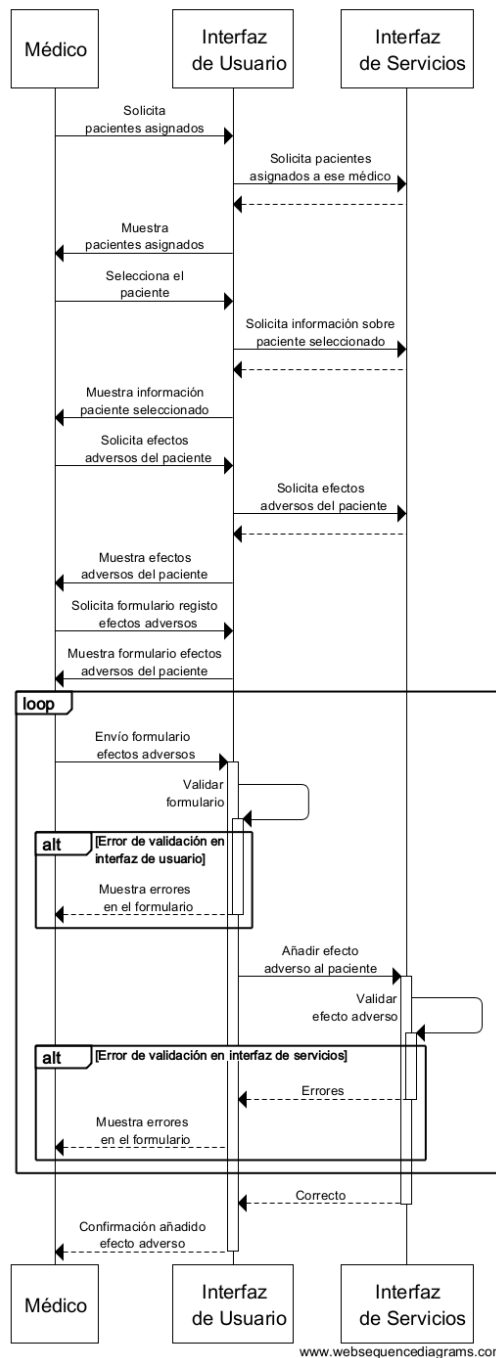 Médico
Interfaz
de Usuario
Interfaz
de Servicios
Solicita
pacientes asignados
Solicita pacientes
asignados a ese médico
Muestra
pacientes asignados
Selecciona el
paciente
Solicita información sobre
paciente seleccionado
Muestra información
paciente seleccionado
Solicita efectos
adversos del paciente
Solicita efectos
adversos del paciente
Muestra efectos
adversos del paciente
Solicita formulario registo
efectos adversos
Muestra formulario efectos
adversos del paciente
loop
Envío formulario
efectos adversos
Validar
formulario
alt
[Error de validación en
interfaz de usuario]
Muestra errores
en el formulario
Añadir efecto
adverso al paciente
Validar
efecto adverso
alt
[Error de validación en interfaz de servicios]
Errores
Muestra errores
en el formulario
Correcto
Confirmación añadido
efecto adverso
Médico
Interfaz
de Usuario
Interfaz
de Servicios
www.websequencediagrams.com